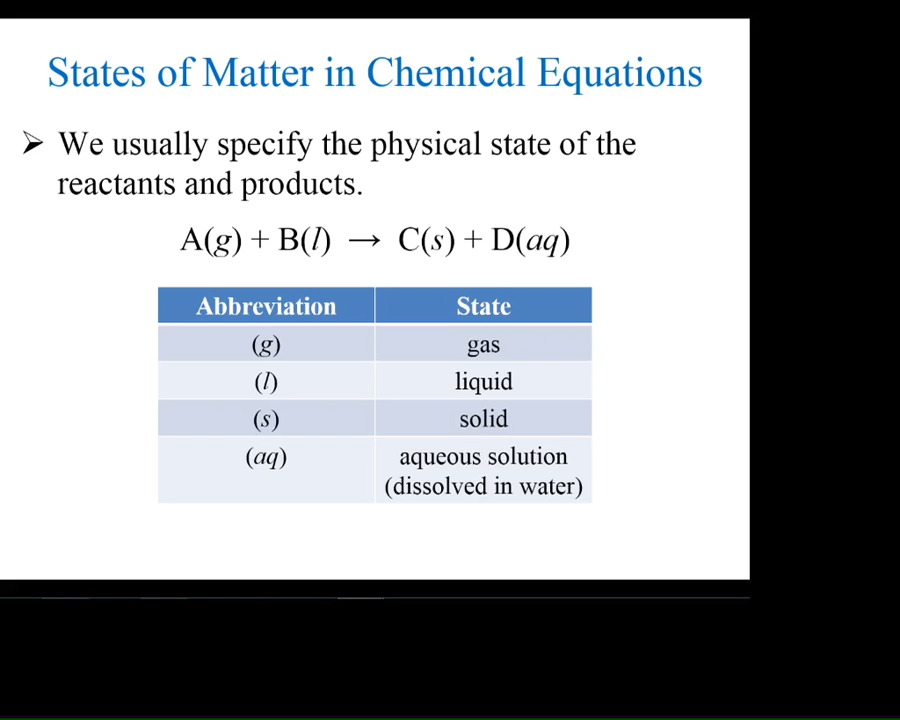 States of Matter in Chemical Equations
➢ We usually specify the physical state of the
reactants and products.
A(g) + B(l) → C(s) + D(aq)
Abbreviation State
(g) gas
(l) liquid
(s) solid
(aq) aqueous solution
(dissolved in water)